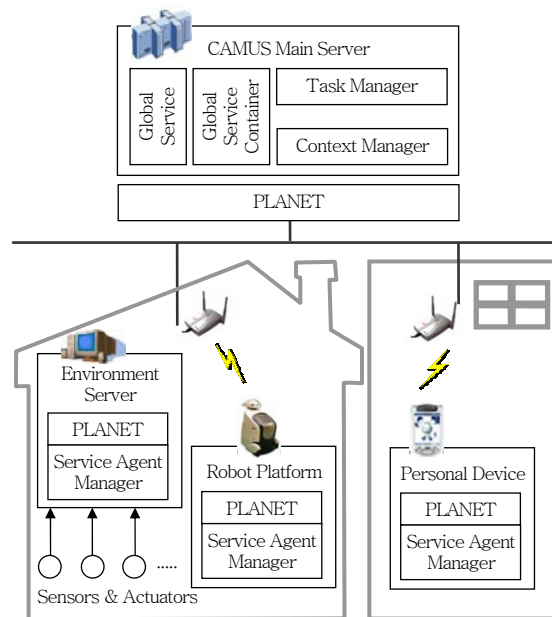 CAMUS Main Server
Global
Service
Global
Service
Container
Task Manager
Context Manager
PLANET
Environment
Server
PLANET
Service Agent
Manager
Robot Platform
PLANET
Service Agent
Manager
Personal Device
PLANET
Service Agent
Manager
.....
Sensors & Actuators